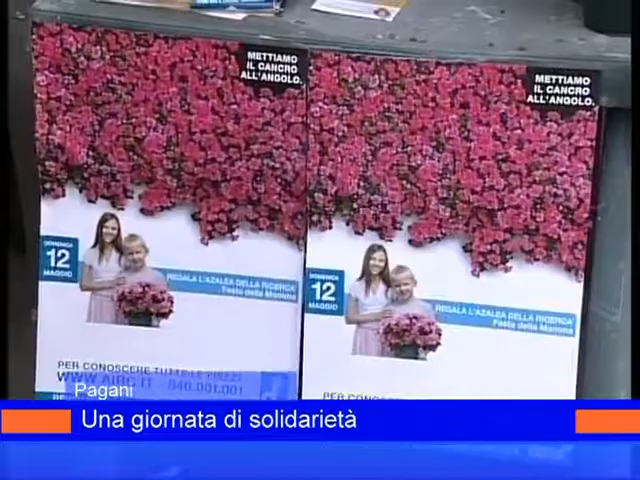 METTIAMO
IL CANCRO
ALL'ANGOLO.
METTIAMO
IL CANCRO
ALL'ANGOLO.
DOMENICA
12
MAGGIO
REGALA L'AZALEA DELLA RICERCA
Festa della Mamma
DOMENICA
12
MAGGIO
REGALA L'AZALEA DELLA RICERCA
Festa della Mamma
PER CONOSCERE TUTTE LE PIAZZE
WWW.AIRC.IT - 840.001.001
PER CONOSCERE
Pagani
Una giornata di solidarietà